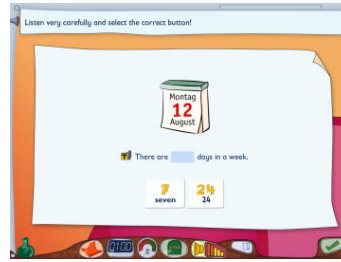 Listen very carefully and select the correct button!
Montag
12
August
There are days in a week.
7 24
seven 24
0100